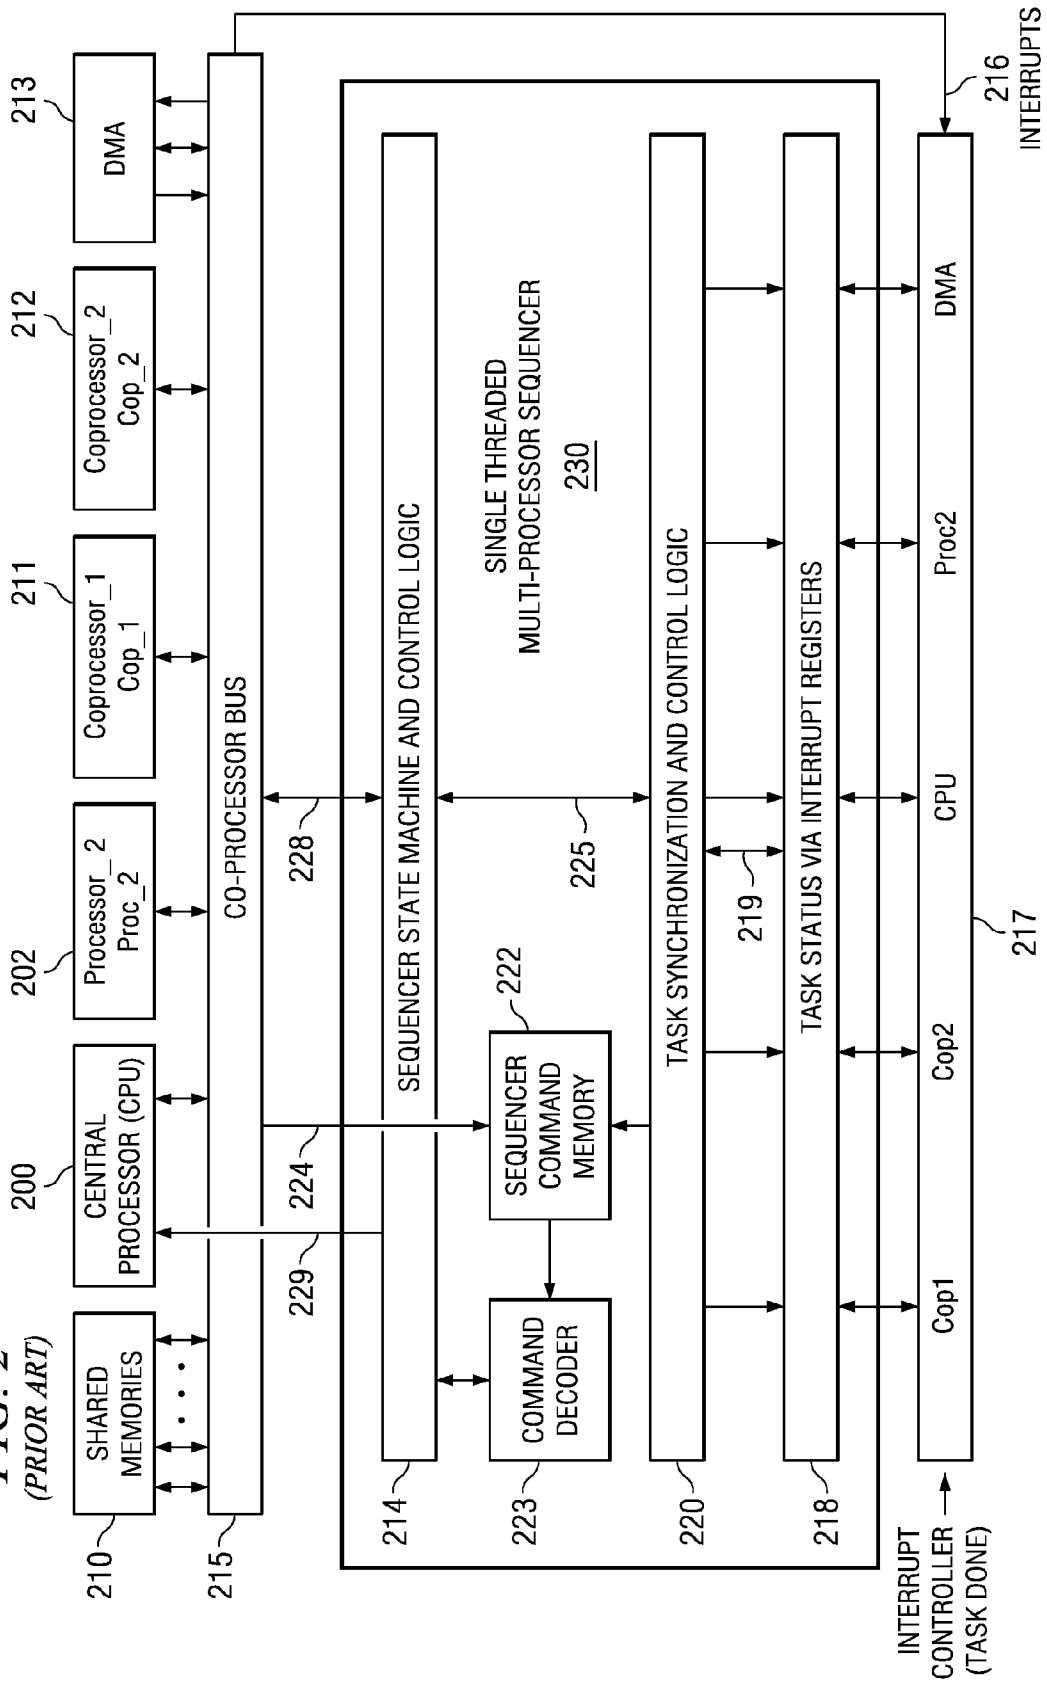 FIG. 2
(PRIOR ART)
200
202
211
212
213
210
SHARED
MEMORIES
CENTRAL
PROCESSOR (CPU)
Processor_2
Proc_2
Coprocessor_1
Cop_1
Coprocessor_2
Cop_2
DMA
215
CO-PROCESSOR BUS
229
224
228
214
SEQUENCER STATE MACHINE AND CONTROL LOGIC
223
COMMAND
DECODER
SEQUENCER
COMMAND
MEMORY
222
225
SINGLE THREADED
MULTI-PROCESSOR SEQUENCER
230
220
TASK SYNCHRONIZATION AND CONTROL LOGIC
219
218
TASK STATUS VIA INTERRUPT REGISTERS
INTERRUPT
CONTROLLER
(TASK DONE)
Cop1
Cop2
CPU
Proc2
DMA
217
216
INTERRUPTS